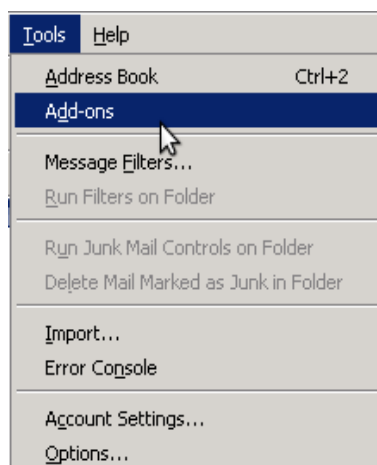 Tools Help
Address Book Ctrl+2
Add-ons
Message Filters...
Run Filters on Folder
Run Junk Mail Controls on Folder
Delete Mail Marked as Junk in Folder
Import...
Error Console
Account Settings...
Options...